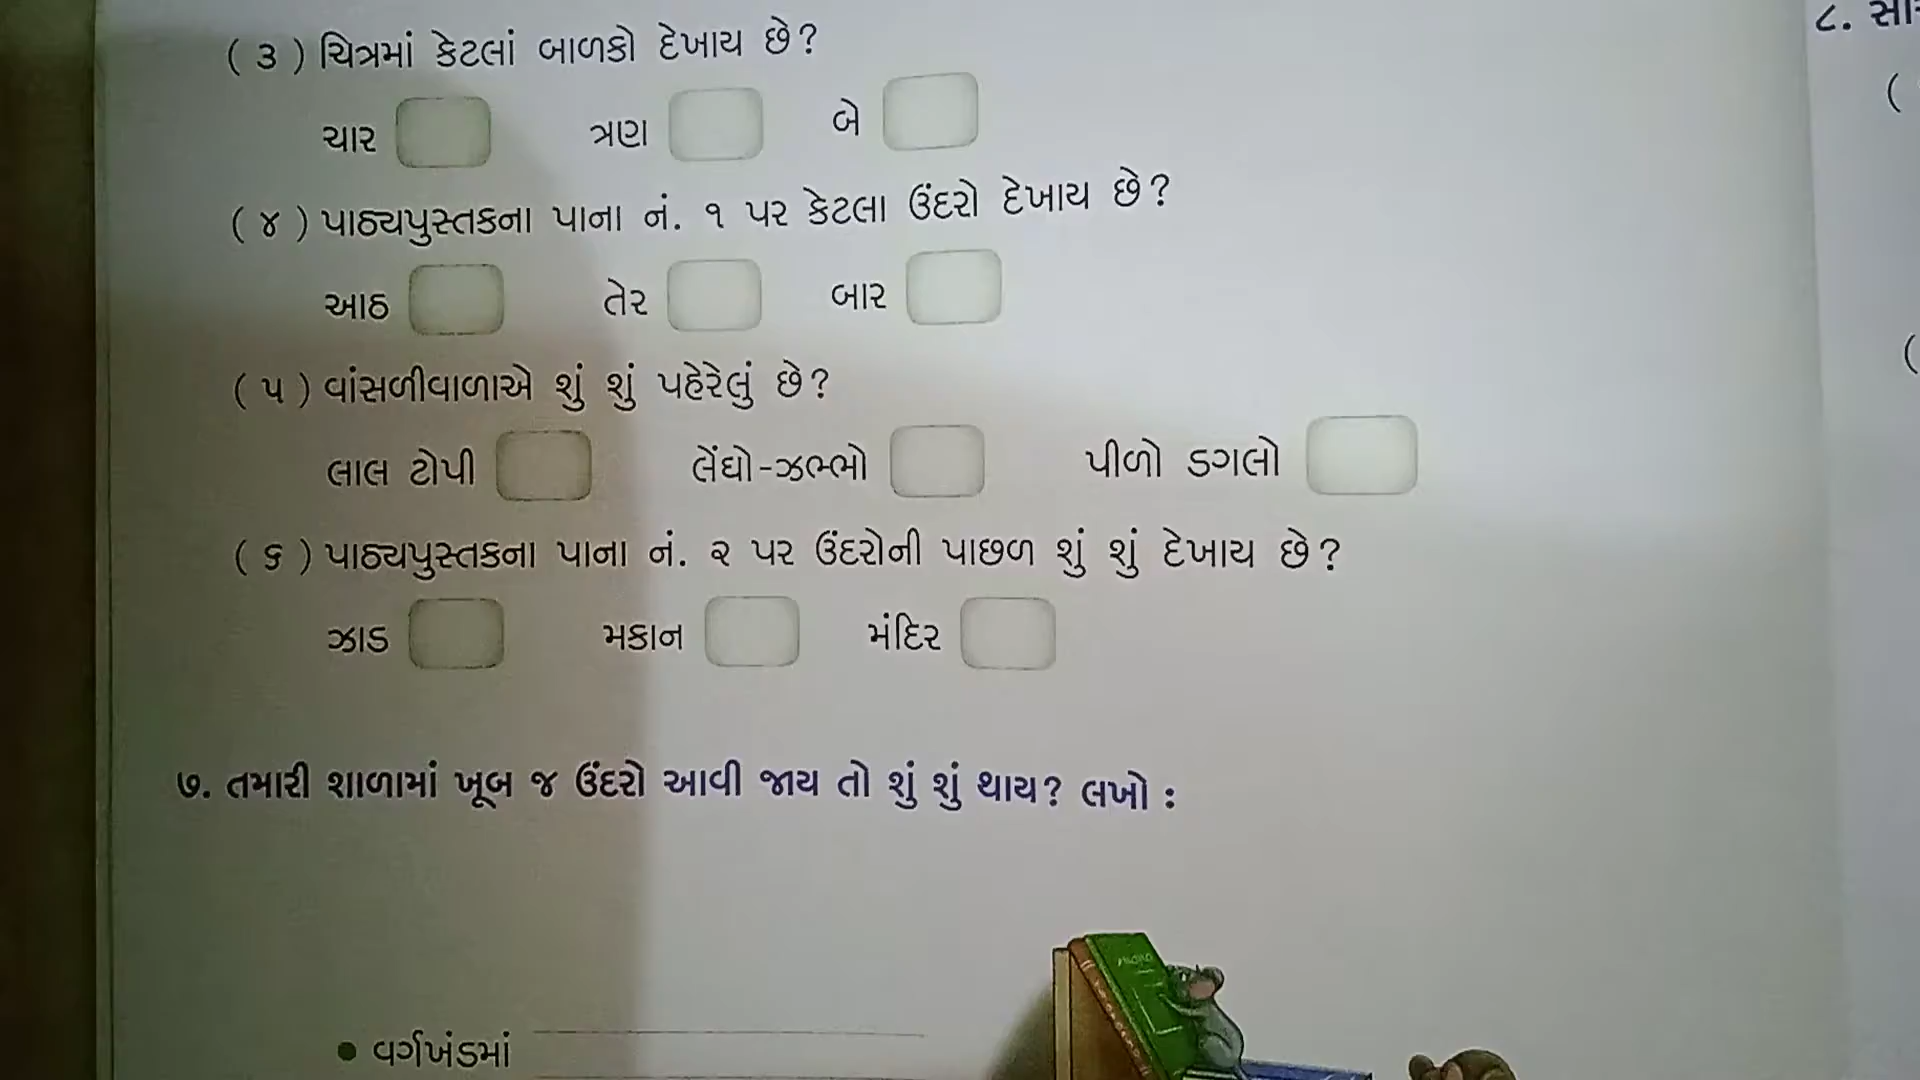 ૮.
(
( ૩ ) ચિત્રમાં કેટલાં બાળકો દેખાય છે?
ચાર ત્રણ બે
( ૪ ) પાઠ્યપુસ્તકના પાના નં. ૧ પર કેટલા ઉંદરો દેખાય છે?
આઠ તેર બાર
( ૫ ) વાંસળીવાળાએ શું શું પહેરેલું છે?
લાલ ટોપી લેંઘો-ઝભ્ભો પીળો ડગલો
( ૬ ) પાઠ્યપુસ્તકના પાના નં. ૨ પર ઉંદરોની પાછળ શું શું દેખાય છે?
ઝાડ મકાન મંદિર
૭. તમારી શાળામાં ખૂબ જ ઉંદરો આવી જાય તો શું શું થાય? લખો :
• વર્ગખંડમાં